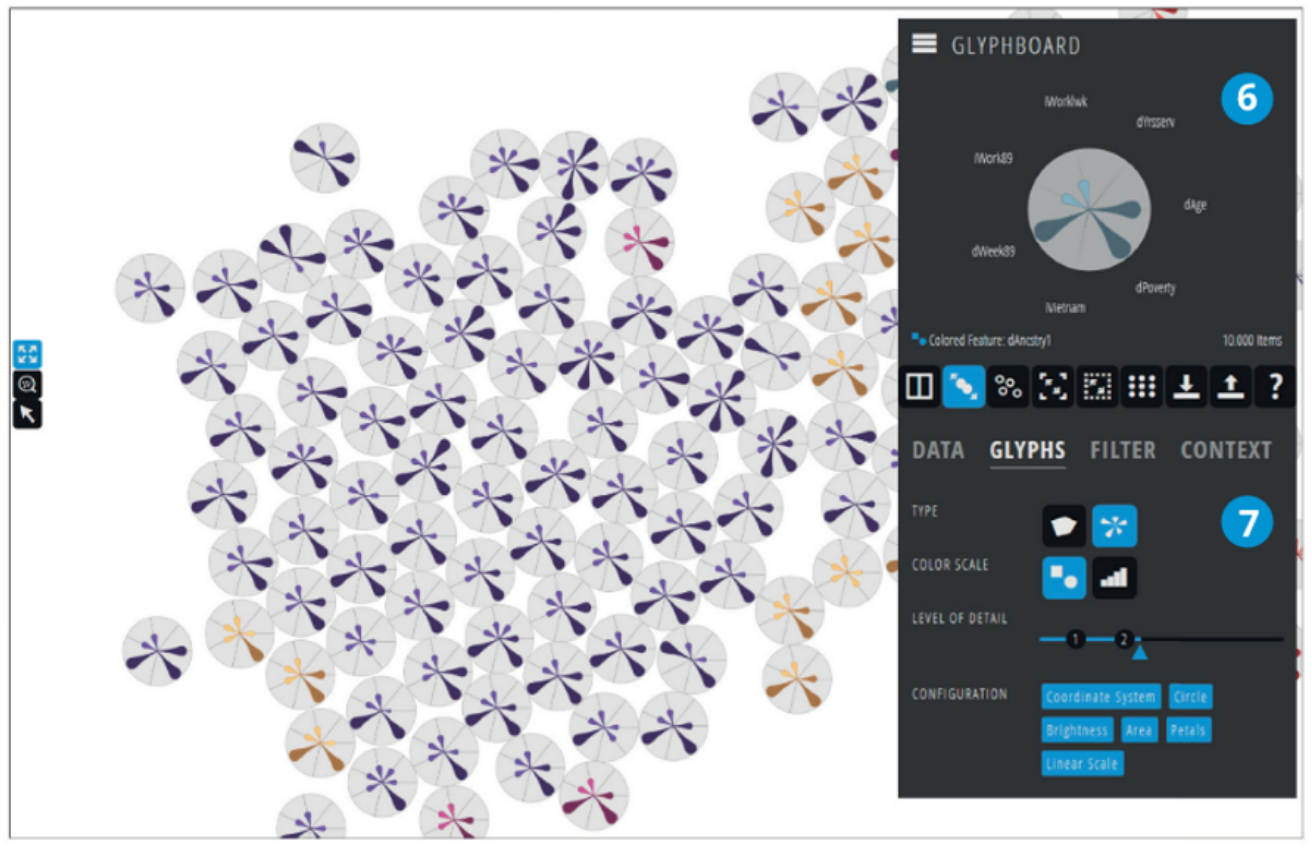 GLYPHBOARD
6
iWorklwk
dYrsserv
iWork89
dAge
dWeek89
dPoverty
iVietnam
Colored Feature: dAncstry1
10.000 Items
?
DATA GLYPHS FILTER CONTEXT
TYPE
7
COLOR SCALE
LEVEL OF DETAIL
1 2
CONFIGURATION
Coordinate System Circle
Brightness Area Petals
Linear Scale